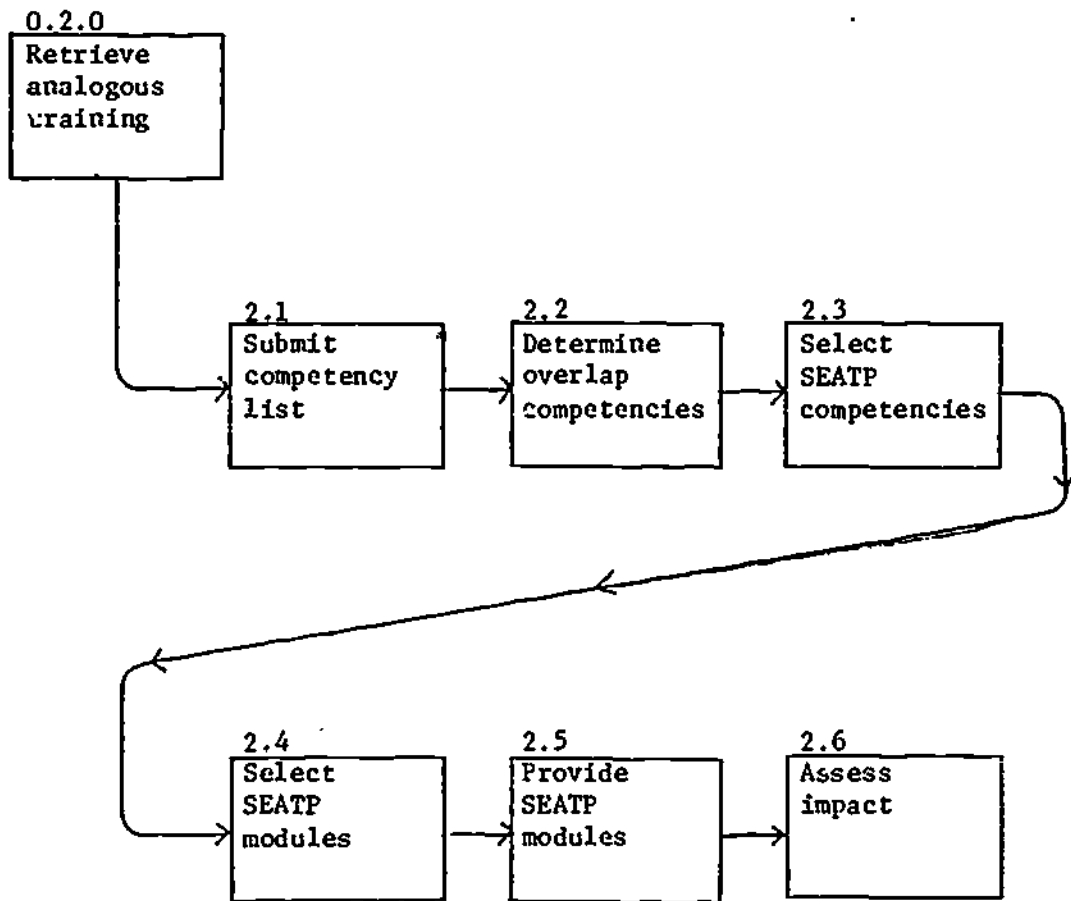 0.2.0
Retrieve
analogous
training
2.1
Submit
competency
list
2.2
Determine
overlap
competencies
2.3
Select
SEATP
competencies
2.4
Select
SEATP
modules
2.5
Provide
SEATP
modules
2.6
Assess
impact